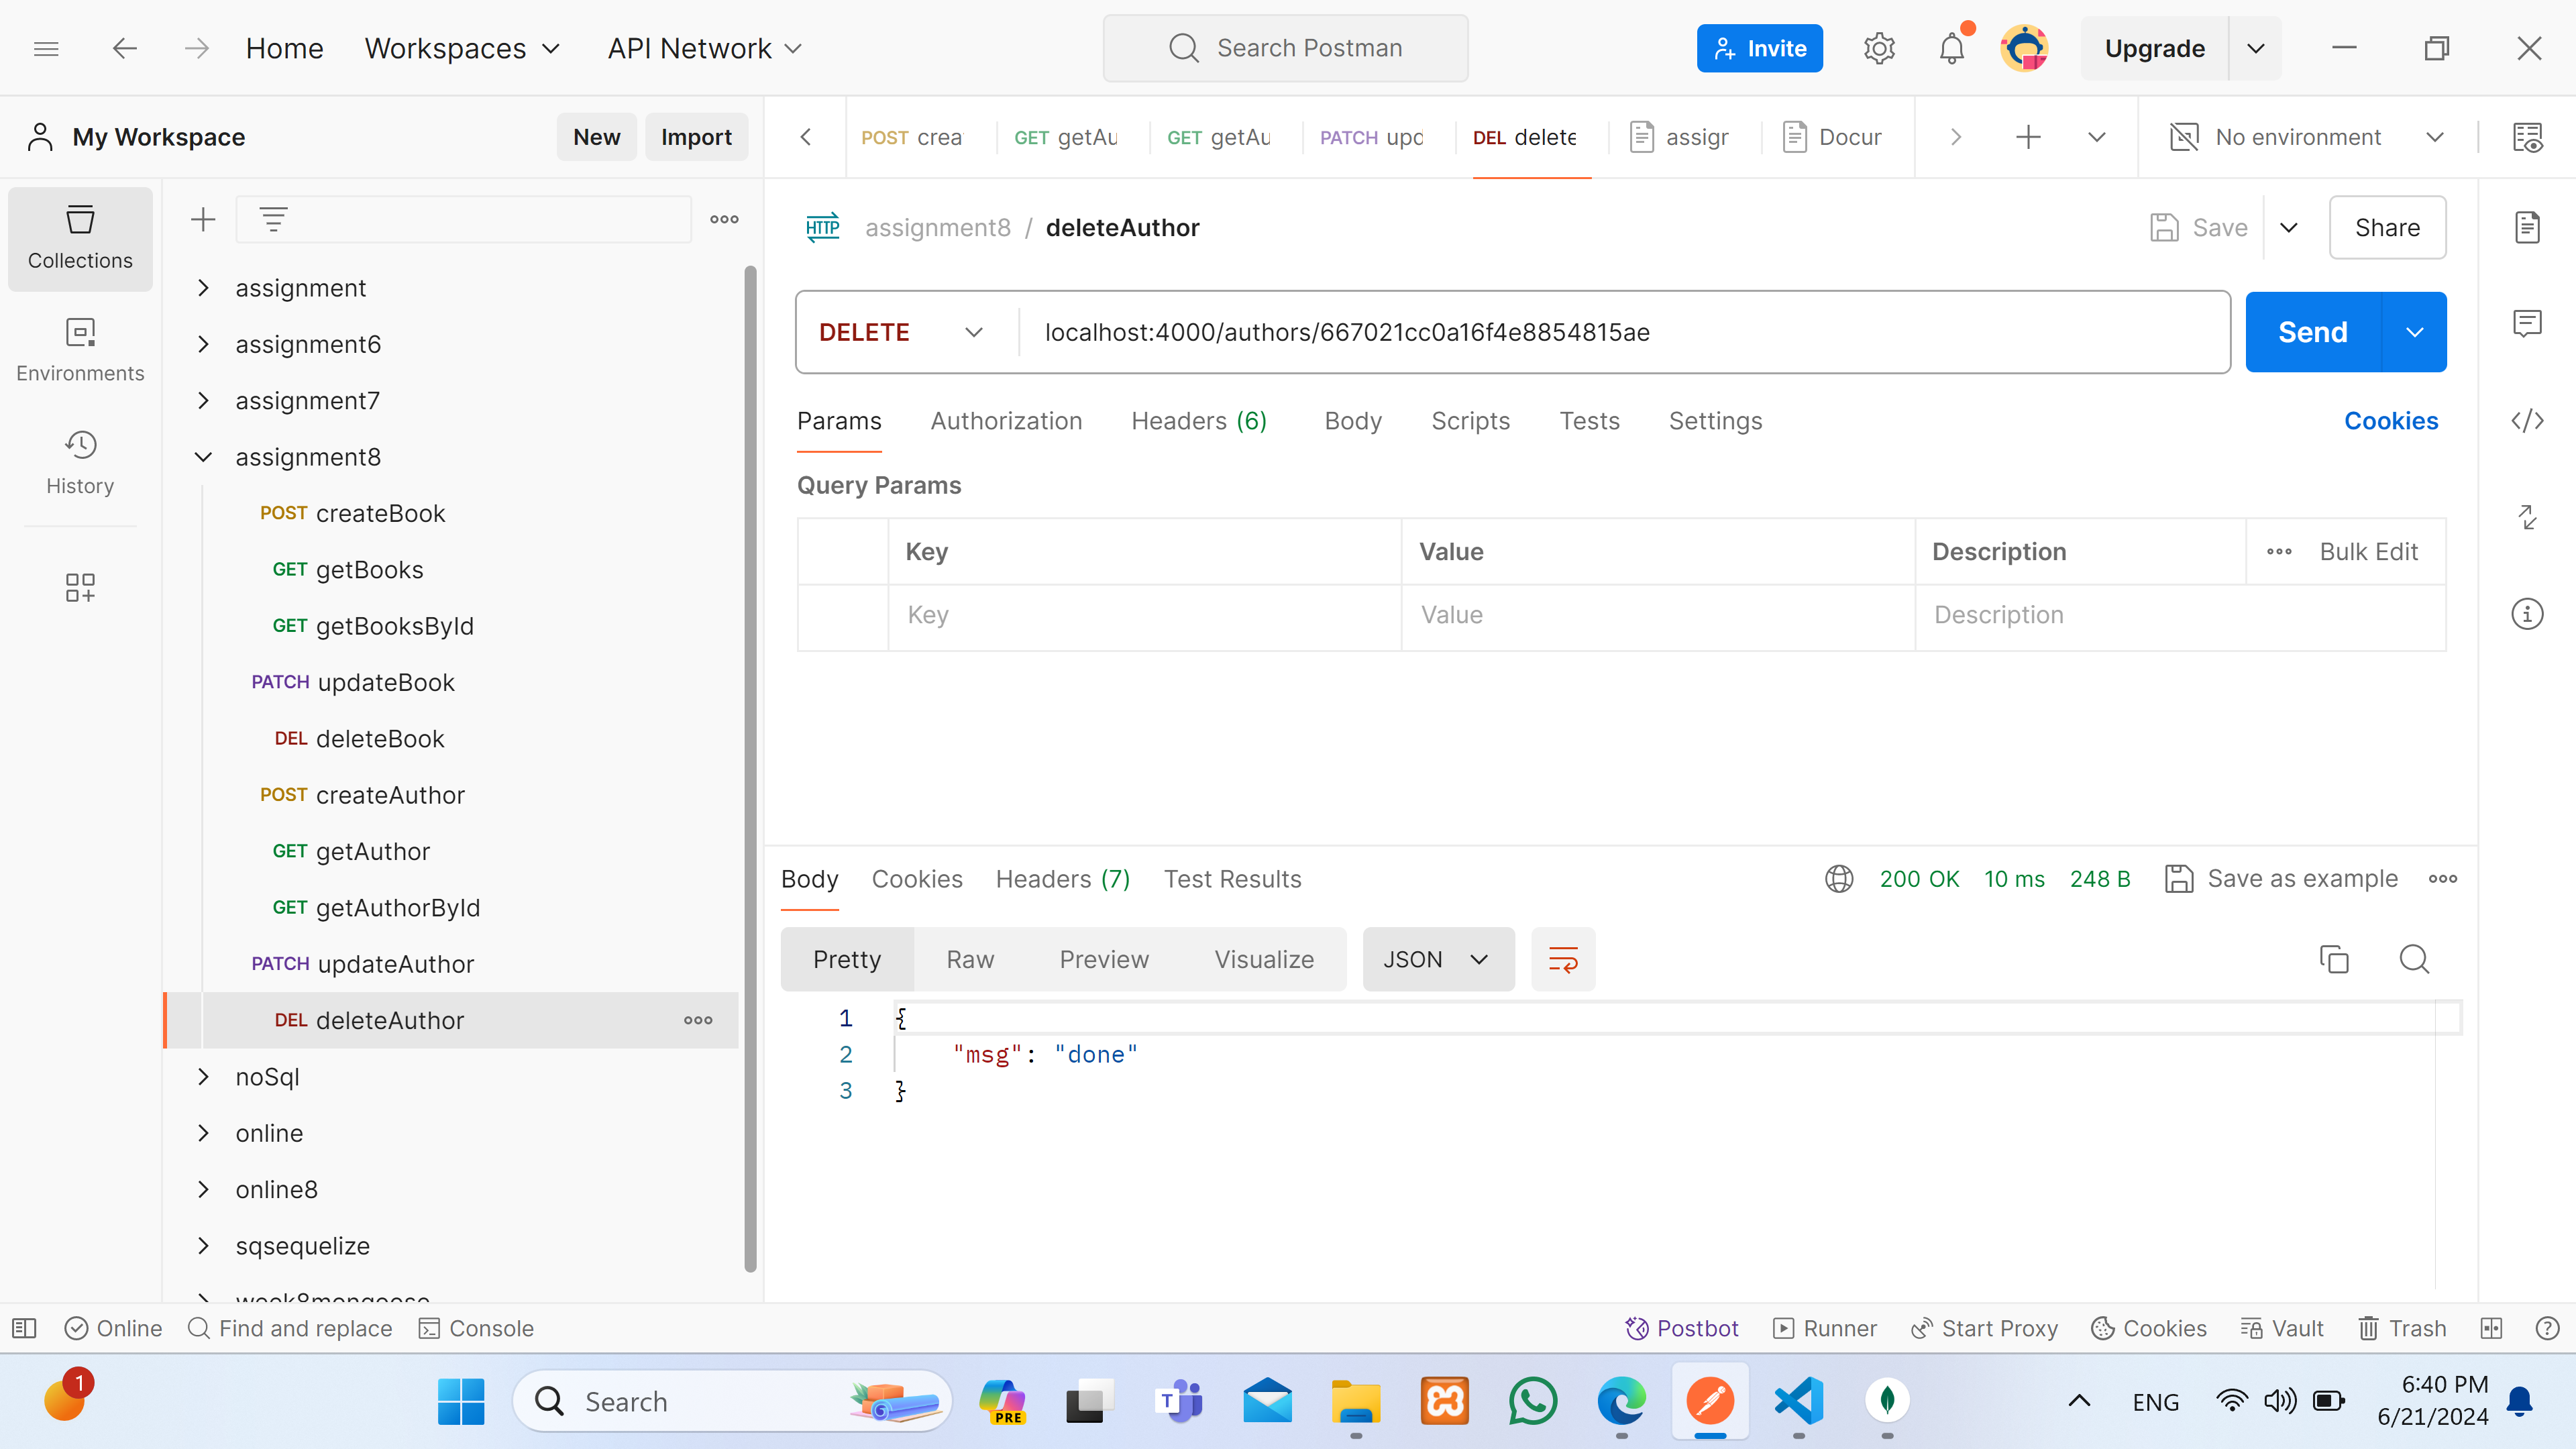 Home Workspaces API Network Search Postman Invite Upgrade
My Workspace New Import
POST crea GET getAu GET getAu PATCH upd DEL delete assigr Docur No environment
Collections
Environments
History
assignment
assignment6
assignment7
assignment8
POST createBook
GET getBooks
GET getBooksById
PATCH updateBook
DEL deleteBook
POST createAuthor
GET getAuthor
GET getAuthorById
PATCH updateAuthor
DEL deleteAuthor
noSql
online
online8
sqsequelize
week8mongoose
HTTP assignment8 / deleteAuthor Save Share
DELETE localhost:4000/authors/667021cc0a16f4e8854815ae Send
Params Authorization Headers (6) Body Scripts Tests Settings Cookies
Query Params
Key Value Description Bulk Edit
Key Value Description
Body Cookies Headers (7) Test Results 200 OK 10 ms 248 B Save as example
Pretty Raw Preview Visualize JSON
1 {
2 "msg": "done"
3 }
Online Find and replace Console Postbot Runner Start Proxy Cookies Vault Trash
1 Search PRE T ENG 6:40 PM
6/21/2024